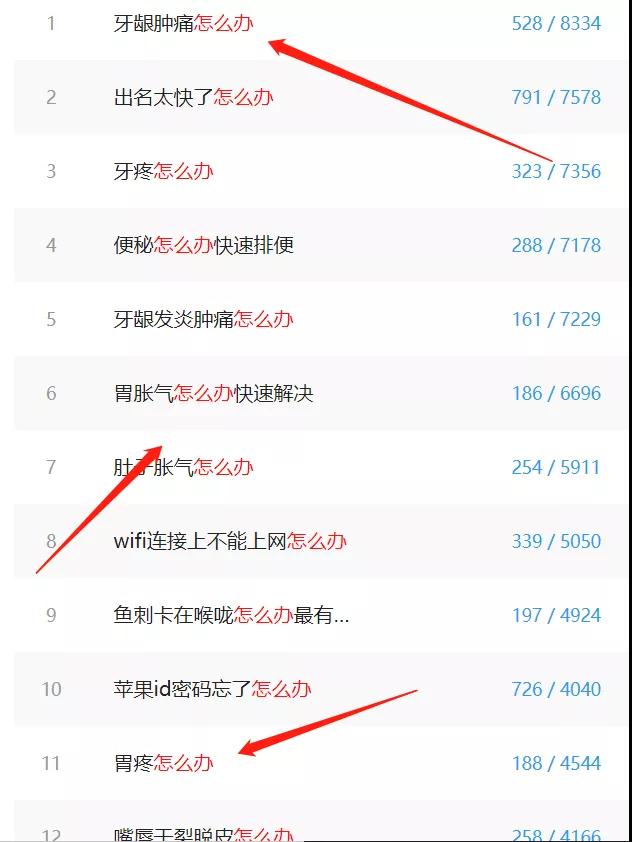 1 牙龈肿痛怎么办 528 / 8334
2 出名太快了怎么办 791 / 7578
3 牙疼怎么办 323 / 7356
4 便秘怎么办快速排便 288 / 7178
5 牙龈发炎肿痛怎么办 161 / 7229
6 胃胀气怎么办快速解决 186 / 6696
7 肚子胀气怎么办 254 / 5911
8 wifi连接上不能上网怎么办 339 / 5050
9 鱼刺卡在喉咙怎么办最有... 197 / 4924
10 苹果id密码忘了怎么办 726 / 4040
11 胃疼怎么办 188 / 4544
12 嘴唇干裂脱皮怎么办 258 / 4166